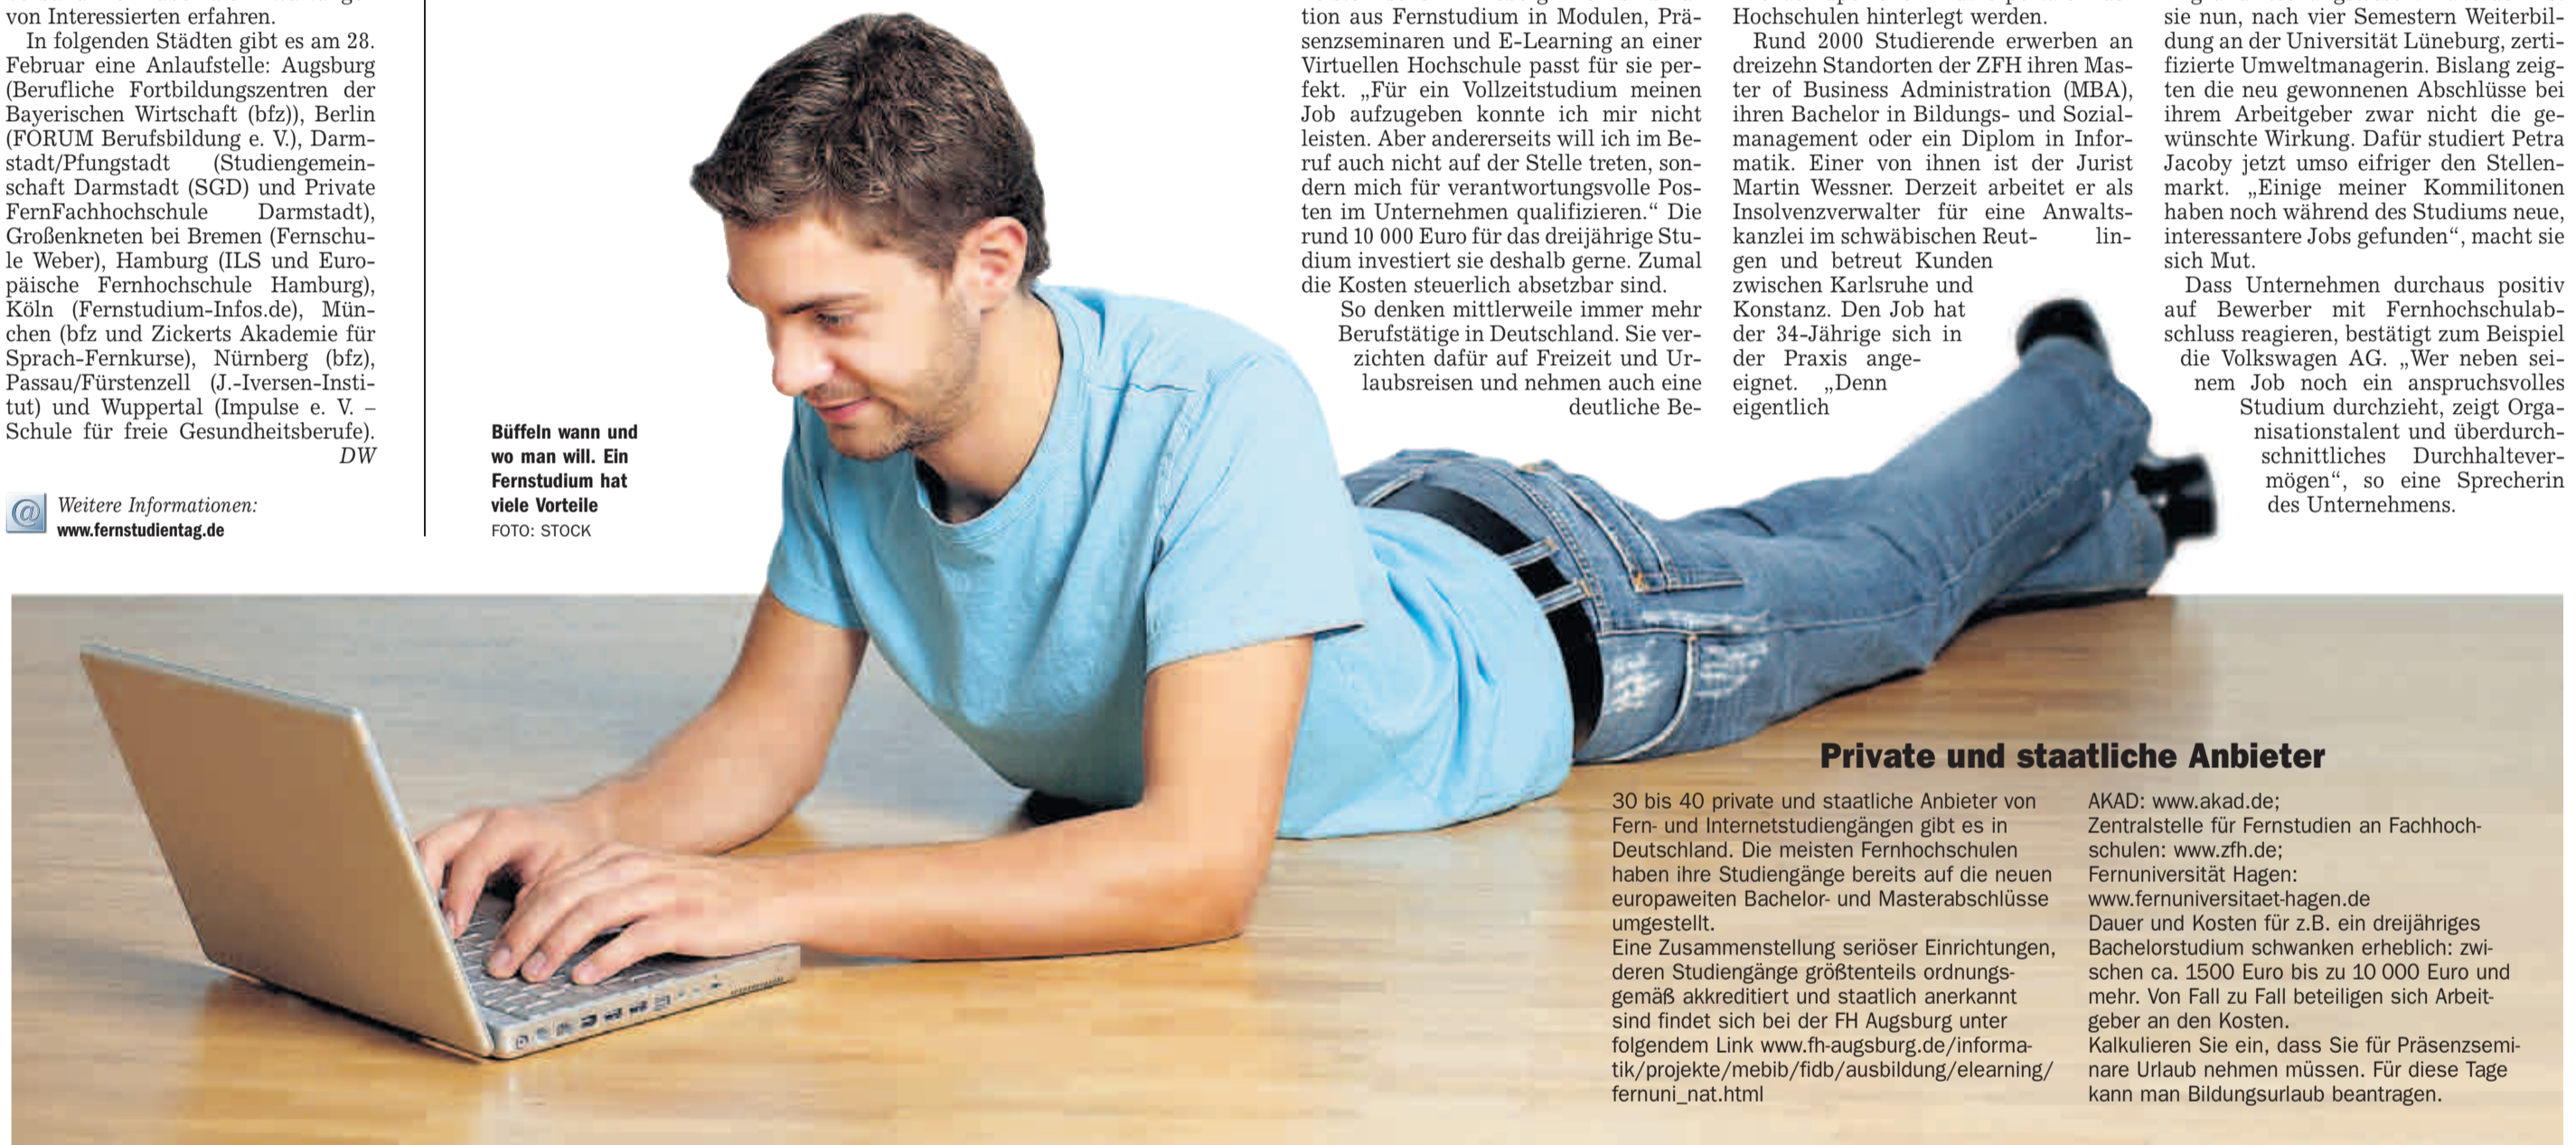 von Interessierten erfahren.
In folgenden Städten gibt es am 28.
Februar eine Anlaufstelle: Augsburg
(Berufliche Fortbildungszentren der
Bayerischen Wirtschaft (bfz)), Berlin
(FORUM Berufsbildung e. V.), Darm-
stadt/Pfungstadt (Studiengemein-
schaft Darmstadt (SGD) und Private
FernFachhochschule Darmstadt),
Großenkneten bei Bremen (Fernschu-
le Weber), Hamburg (ILS und Euro-
päische Fernhochschule Hamburg),
Köln (Fernstudium-Infos.de), Mün-
chen (bfz und Zickerts Akademie für
Sprach-Fernkurse), Nürnberg (bfz),
Passau/Fürstenzell (J.-Iversen-Insti-
tut) und Wuppertal (Impulse e. V. –
Schule für freie Gesundheitsberufe).
DW
@ Weitere Informationen:
www.fernstudientag.de
Büffeln wann und
wo man will. Ein
Fernstudium hat
viele Vorteile
FOTO: STOCK
tion aus Fernstudium in Modulen, Prä-
senzseminaren und E-Learning an einer
Virtuellen Hochschule passt für sie per-
fekt. „Für ein Vollzeitstudium meinen
Job aufzugeben konnte ich mir nicht
leisten. Aber andererseits will ich im Be-
ruf auch nicht auf der Stelle treten, son-
dern mich für verantwortungsvolle Pos-
ten im Unternehmen qualifizieren.“ Die
rund 10 000 Euro für das dreijährige Stu-
dium investiert sie deshalb gerne. Zumal
die Kosten steuerlich absetzbar sind.
So denken mittlerweile immer mehr
Berufstätige in Deutschland. Sie ver-
zichten dafür auf Freizeit und Ur-
laubsreisen und nehmen auch eine
deutliche Be-
Hochschulen hinterlegt werden.
Rund 2000 Studierende erwerben an
dreizehn Standorten der ZFH ihren Mas-
ter of Business Administration (MBA),
ihren Bachelor in Bildungs- und Sozial-
management oder ein Diplom in Infor-
matik. Einer von ihnen ist der Jurist
Martin Wessner. Derzeit arbeitet er als
Insolvenzverwalter für eine Anwalts-
kanzlei im schwäbischen Reut- lin-
gen und betreut Kunden
zwischen Karlsruhe und
Konstanz. Den Job hat
der 34-Jährige sich in
der Praxis ange-
eignet. „Denn
eigentlich
sie nun, nach vier Semestern Weiterbil-
dung an der Universität Lüneburg, zerti-
fizierte Umweltmanagerin. Bislang zeig-
ten die neu gewonnenen Abschlüsse bei
ihrem Arbeitgeber zwar nicht die ge-
wünschte Wirkung. Dafür studiert Petra
Jacoby jetzt umso eifriger den Stellen-
markt. „Einige meiner Kommilitonen
haben noch während des Studiums neue,
interessantere Jobs gefunden“, macht sie
sich Mut.
Dass Unternehmen durchaus positiv
auf Bewerber mit Fernhochschulab-
schluss reagieren, bestätigt zum Beispiel
die Volkswagen AG. „Wer neben sei-
nem Job noch ein anspruchsvolles
Studium durchzieht, zeigt Orga-
nisationstalent und überdurch-
schnittliches Durchhaltever-
mögen“, so eine Sprecherin
des Unternehmens.
Private und staatliche Anbieter
30 bis 40 private und staatliche Anbieter von
Fern- und Internetstudiengängen gibt es in
Deutschland. Die meisten Fernhochschulen
haben ihre Studiengänge bereits auf die neuen
europaweiten Bachelor- und Masterabschlüsse
umgestellt.
Eine Zusammenstellung seriöser Einrichtungen,
deren Studiengänge größtenteils ordnungs-
gemäß akkreditiert und staatlich anerkannt
sind findet sich bei der FH Augsburg unter
folgendem Link www.fh-augsburg.de/informa-
tik/projekte/mebib/fidb/ausbildung/elearning/
fernuni_nat.html
AKAD: www.akad.de;
Zentralstelle für Fernstudien an Fachhoch-
schulen: www.zfh.de;
Fernuniversität Hagen:
www.fernuniversitaet-hagen.de
Dauer und Kosten für z.B. ein dreijähriges
Bachelorstudium schwanken erheblich: zwi-
schen ca. 1500 Euro bis zu 10 000 Euro und
mehr. Von Fall zu Fall beteiligen sich Arbeit-
geber an den Kosten.
Kalkulieren Sie ein, dass Sie für Präsenzsemi-
nare Urlaub nehmen müssen. Für diese Tage
kann man Bildungsurlaub beantragen.